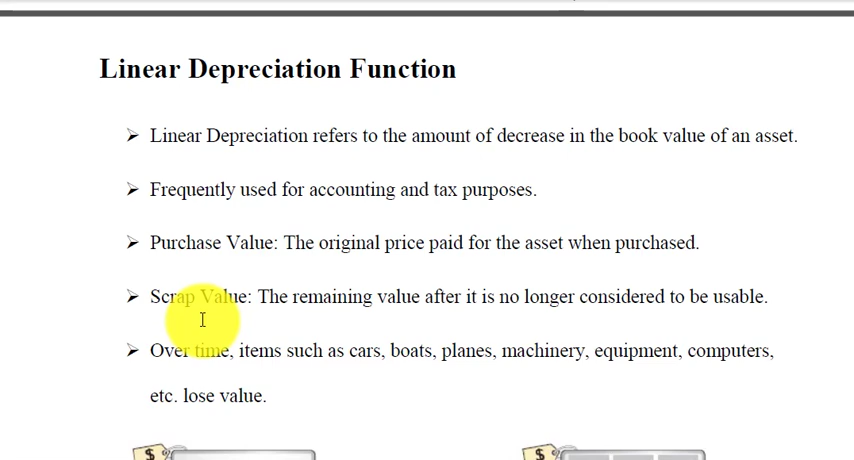 Linear Depreciation Function
➢ Linear Depreciation refers to the amount of decrease in the book value of an asset.
➢ Frequently used for accounting and tax purposes.
➢ Purchase Value: The original price paid for the asset when purchased.
➢ Scrap Value: The remaining value after it is no longer considered to be usable.
➢ Over time, items such as cars, boats, planes, machinery, equipment, computers,
etc. lose value.
$ $